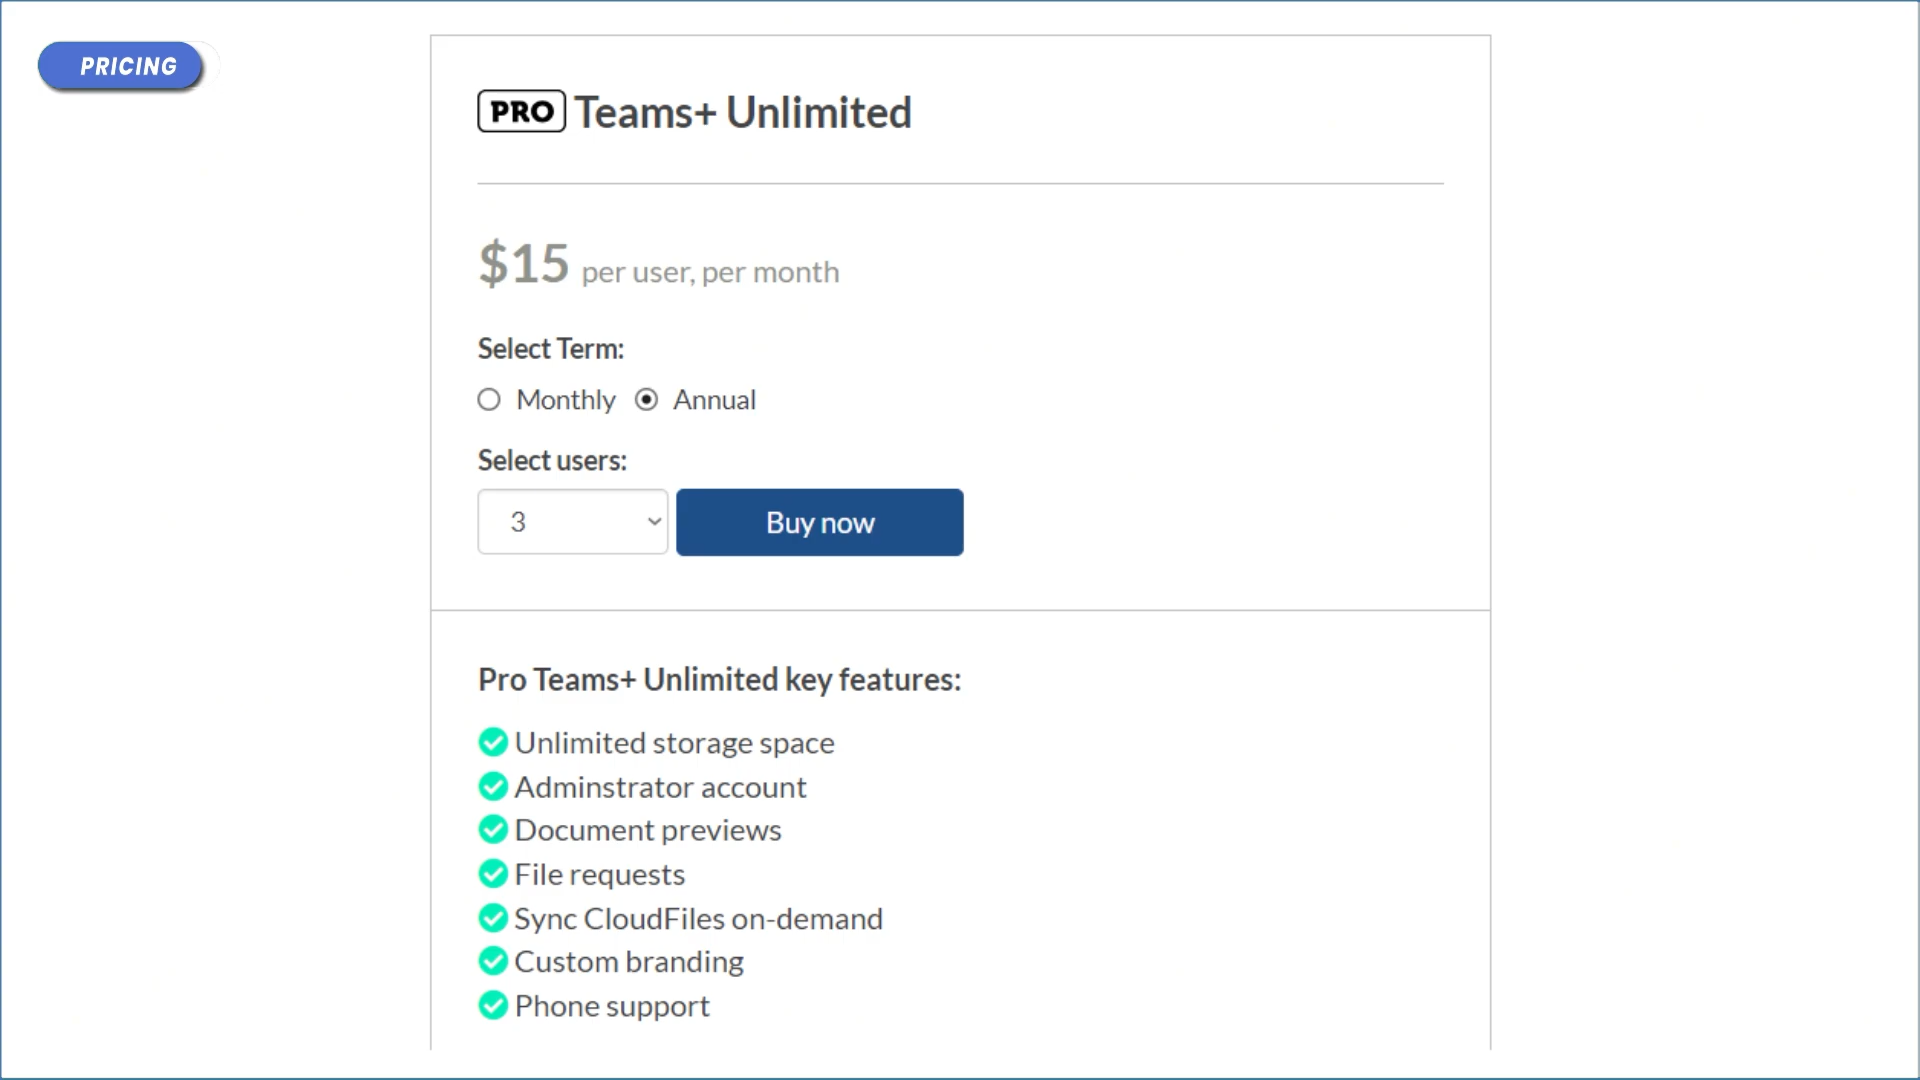 PRICING
PRO Teams+ Unlimited
$15 per user, per month
Select Term:
Monthly Annual
Select users:
3 Buy now
Pro Teams+ Unlimited key features:
Unlimited storage space
Adminstrator account
Document previews
File requests
Sync CloudFiles on-demand
Custom branding
Phone support